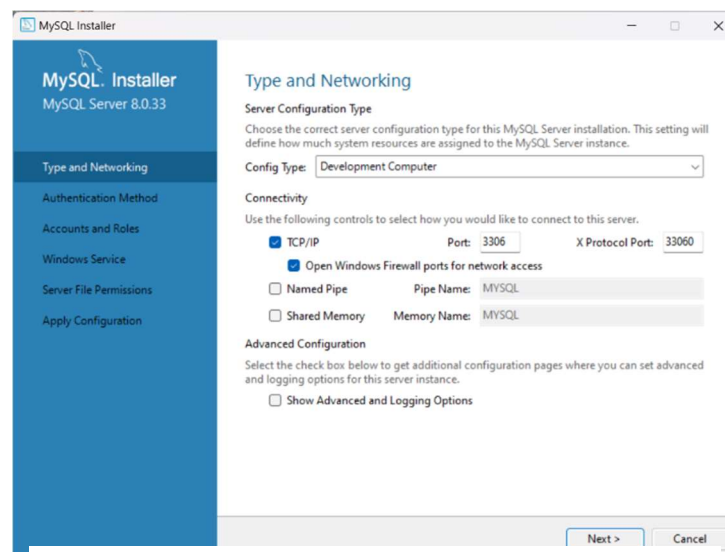 MySQL Installer
MySQL. Installer
MySQL Server 8.0.33
Type and Networking
Authentication Method
Accounts and Roles
Windows Service
Server File Permissions
Apply Configuration
Type and Networking
Server Configuration Type
Choose the correct server configuration type for this MySQL Server installation. This setting will
define how much system resources are assigned to the MySQL Server instance.
Config Type: Development Computer
Connectivity
Use the following controls to select how you would like to connect to this server.
TCP/IP Port: 3306 X Protocol Port: 33060
Open Windows Firewall ports for network access
Named Pipe Pipe Name: MYSQL
Shared Memory Memory Name: MYSQL
Advanced Configuration
Select the check box below to get additional configuration pages where you can set advanced
and logging options for this server instance.
Show Advanced and Logging Options
Next > Cancel